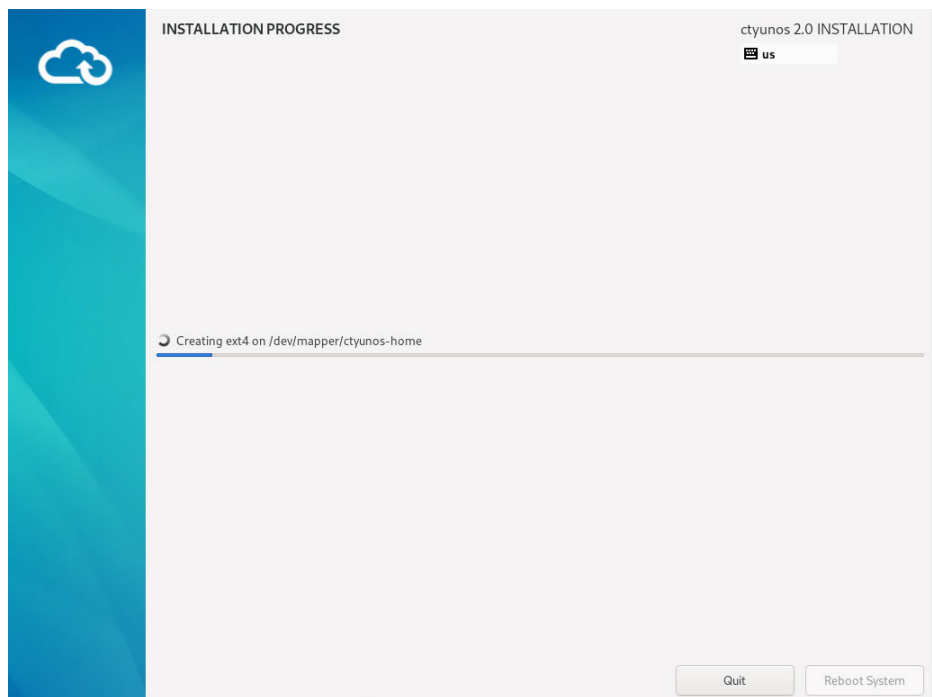 INSTALLATION PROGRESS
ctyunos 2.0 INSTALLATION
us
Creating ext4 on /dev/mapper/ctyunos-home
Quit
Reboot System